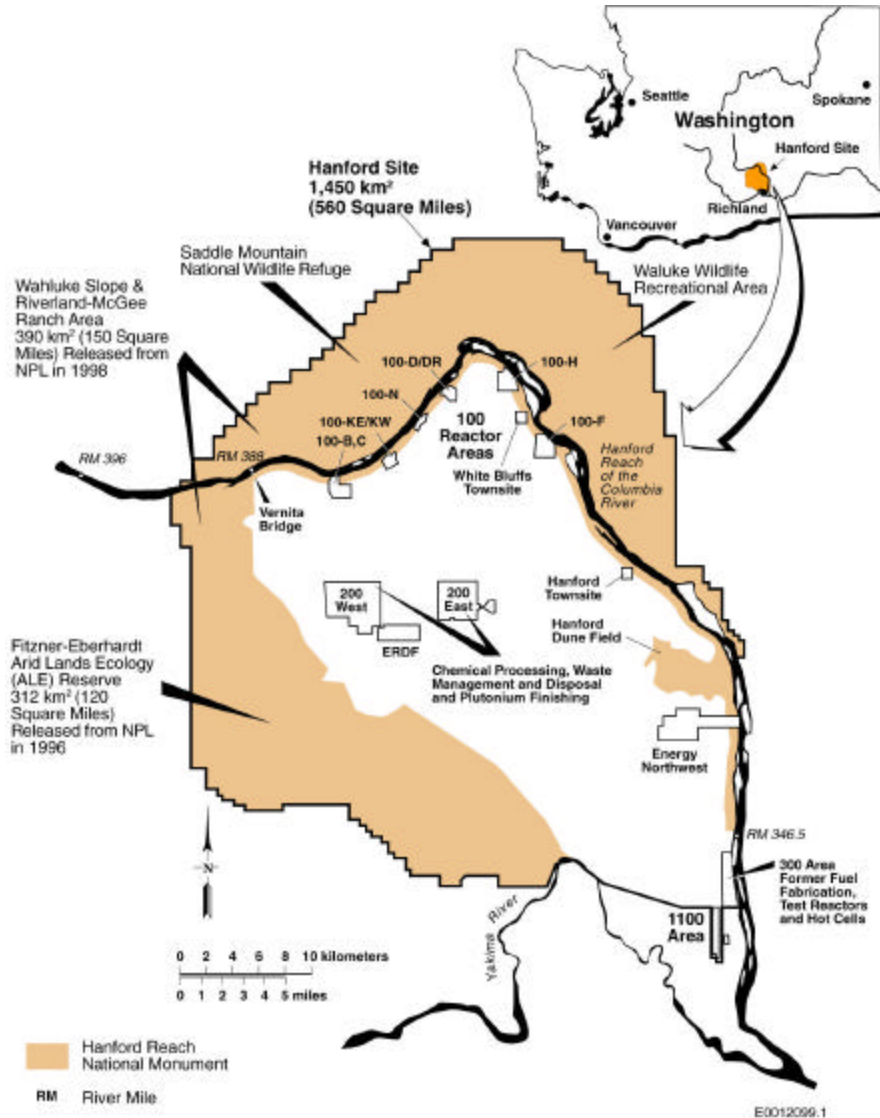 Seattle
Spokane
Washington
Hanford Site
Richland
Vancouver
Hanford Site
1,450 km²
(560 Square Miles)
Saddle Mountain
National Wildlife Refuge
Waluke Wildlife
Recreational Area
Wahluke Slope &
Riverland-McGee
Ranch Area
390 km² (150 Square
Miles) Released from
NPL in 1998
100-D/DR
100-H
100-N
100-KE/KW
100-B,C
100
Reactor
Areas
100-F
White Bluffs
Townsite
Hanford
Reach
of the
Columbia
River
RM 396
RM 388
Vernita
Bridge
200
West
200
East
ERDF
Hanford
Townsite
Hanford
Dune Field
Chemical Processing, Waste
Management and Disposal
and Plutonium Finishing
Fitzner-Eberhardt
Arid Lands Ecology
(ALE) Reserve
312 km² (120
Square Miles)
Released from NPL
in 1996
Energy
Northwest
RM 346.5
300 Area
Former Fuel
Fabrication,
Test Reactors
and Hot Cells
1100
Area
N
Yakima River
0 2 4 6 8 10 kilometers
0 1 2 3 4 5 miles
Hanford Reach
National Monument
RM River Mile
E0012099.1